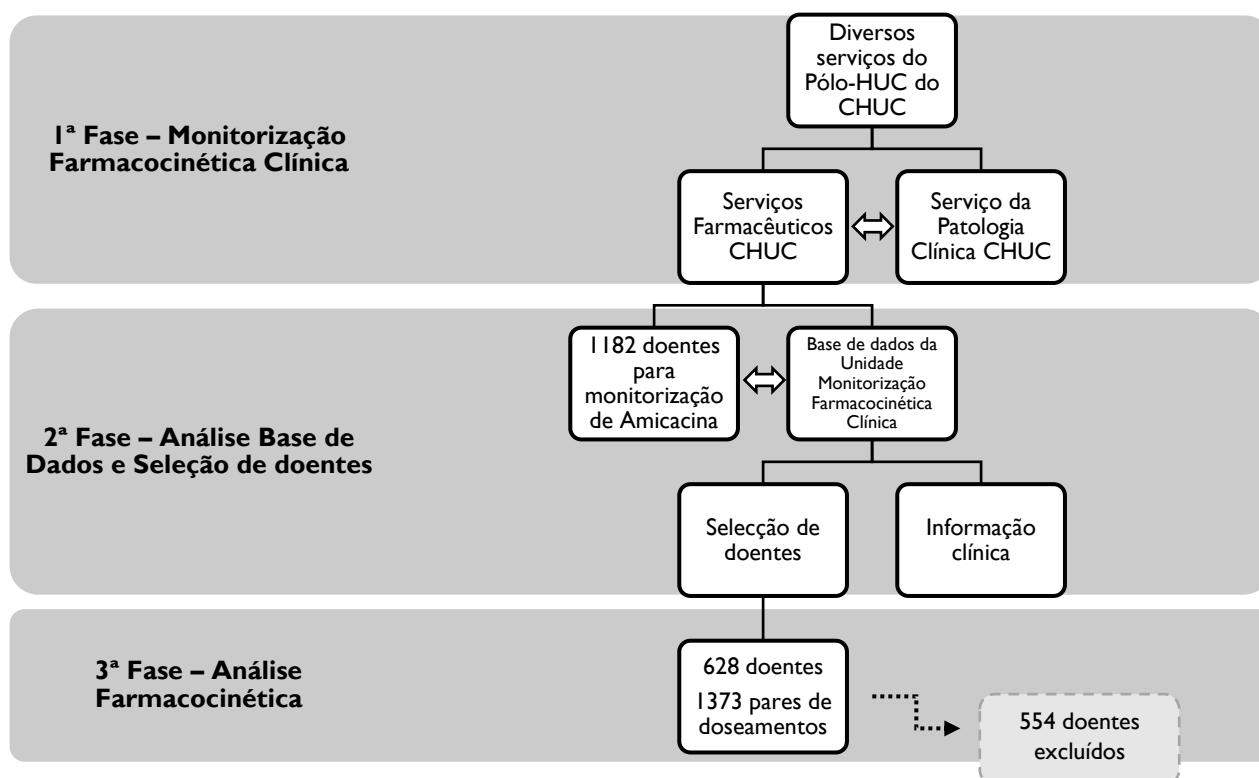 Diversos
serviços do
Pólo-HUC do
CHUC
1ª Fase – Monitorização
Farmacocinética Clínica
Serviços
Farmacêuticos
CHUC
Serviço da
Patologia
Clínica CHUC
1182 doentes
para
monitorização
de Amicacina
Base de dados da
Unidade
Monitorização
Farmacocinética
Clínica
2ª Fase – Análise Base de
Dados e Seleção de doentes
Selecção de
doentes
Informação
clínica
3ª Fase – Análise
Farmacocinética
628 doentes
1373 pares de
doseamentos
554 doentes
excluídos